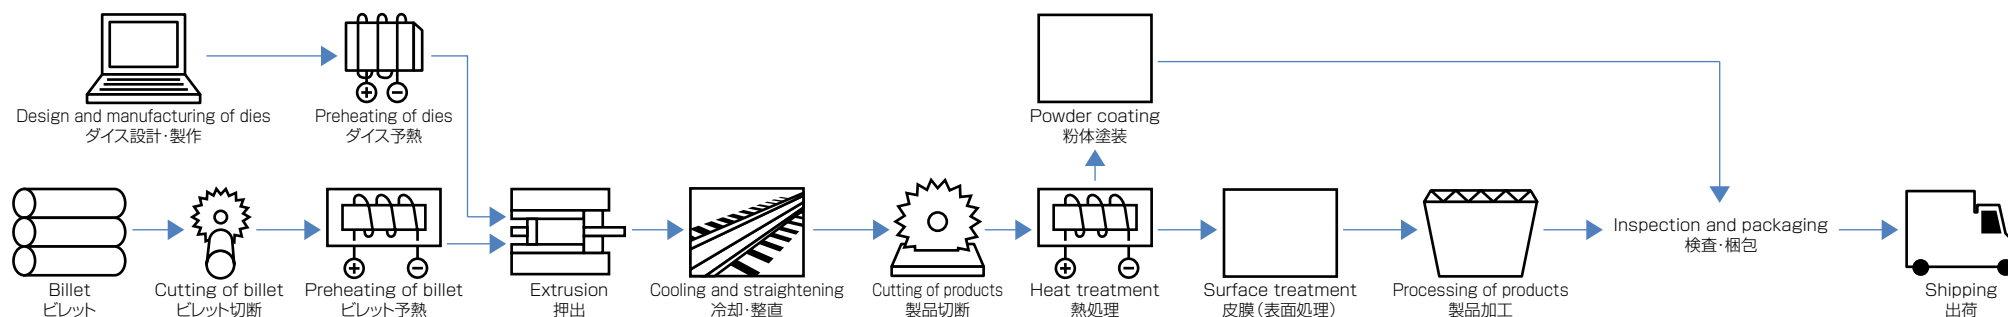 Design and manufacturing of dies
ダイス設計・製作
Preheating of dies
ダイス予熱
Powder coating
粉体塗装
Billet
ビレット
Cutting of billet
ビレット切断
Preheating of billet
ビレット予熱
Extrusion
押出
Cooling and straightening
冷却・整直
Cutting of products
製品切断
Heat treatment
熱処理
Surface treatment
皮膜(表面処理)
Processing of products
製品加工
Inspection and packaging
検査・梱包
Shipping
出荷